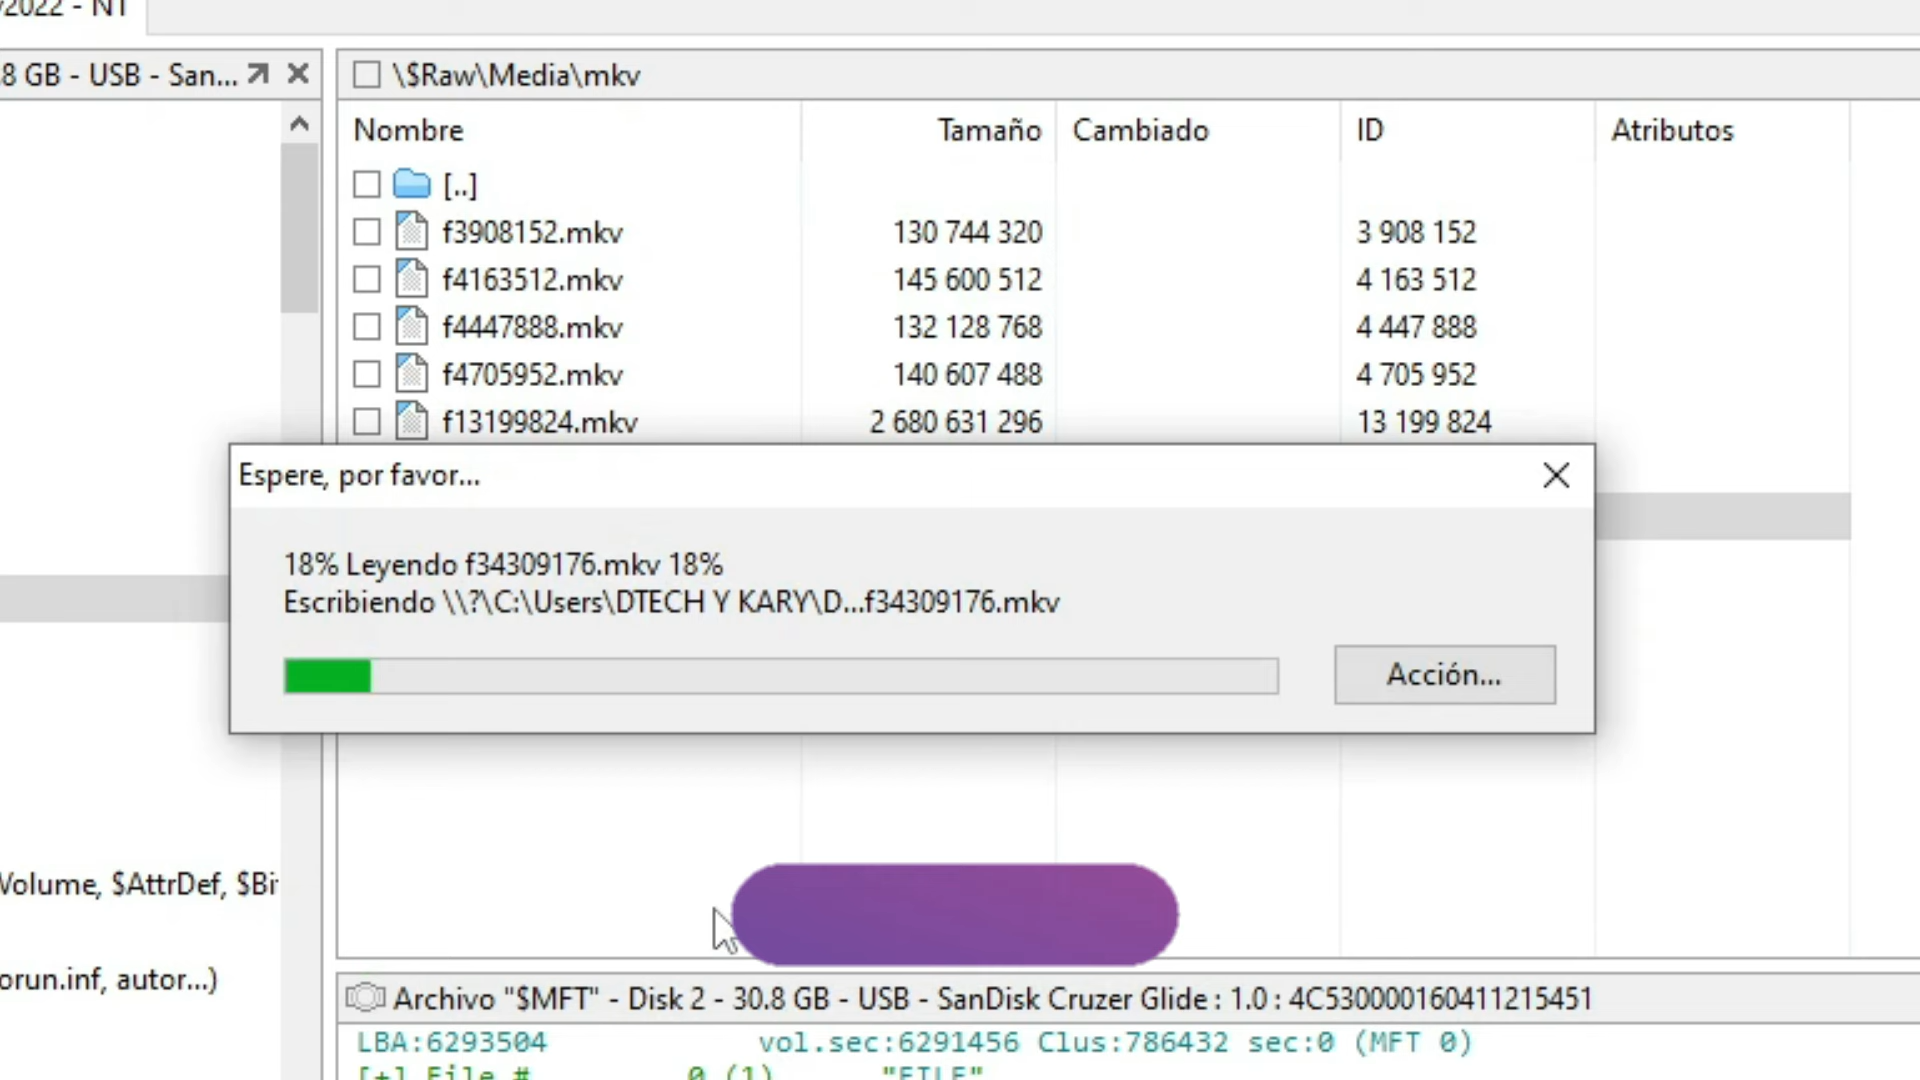 /2022 - NT
8 GB - USB - San...
\$Raw\Media\mkv
Nombre Tamaño Cambiado ID Atributos
[..]
f3908152.mkv 130 744 320 3 908 152
f4163512.mkv 145 600 512 4 163 512
f4447888.mkv 132 128 768 4 447 888
f4705952.mkv 140 607 488 4 705 952
f13199824.mkv 2 680 631 296 13 199 824
Espere, por favor...
18% Leyendo f34309176.mkv 18%
Escribiendo \\?\C:\Users\DTECH Y KARY\D...f34309176.mkv
Acción...
Volume, $AttrDef, $Bi
orun.inf, autor...)
Archivo "$MFT" - Disk 2 - 30.8 GB - USB - SanDisk Cruzer Glide : 1.0 : 4C530000160411215451
LBA:6293504 vol.sec:6291456 Clus:786432 sec:0 (MFT 0)
[+] File # 0 (1) "FILE"